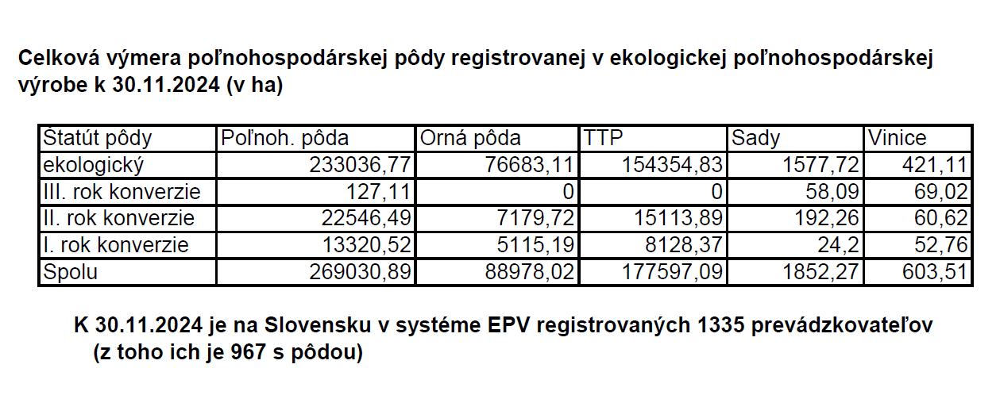 Celková výmera poľnohospodárskej pôdy registrovanej v ekologickej poľnohospodárskej
výrobe k 30.11.2024 (v ha)
Štatút pôdy Poľnoh. pôda Orná pôda TTP Sady Vinice
ekologický 233036,77 76683,11 154354,83 1577,72 421,11
III. rok konverzie 127,11 0 0 58,09 69,02
II. rok konverzie 22546,49 7179,72 15113,89 192,26 60,62
I. rok konverzie 13320,52 5115,19 8128,37 24,2 52,76
Spolu 269030,89 88978,02 177597,09 1852,27 603,51
K 30.11.2024 je na Slovensku v systéme EPV registrovaných 1335 prevádzkovateľov
(z toho ich je 967 s pôdou)